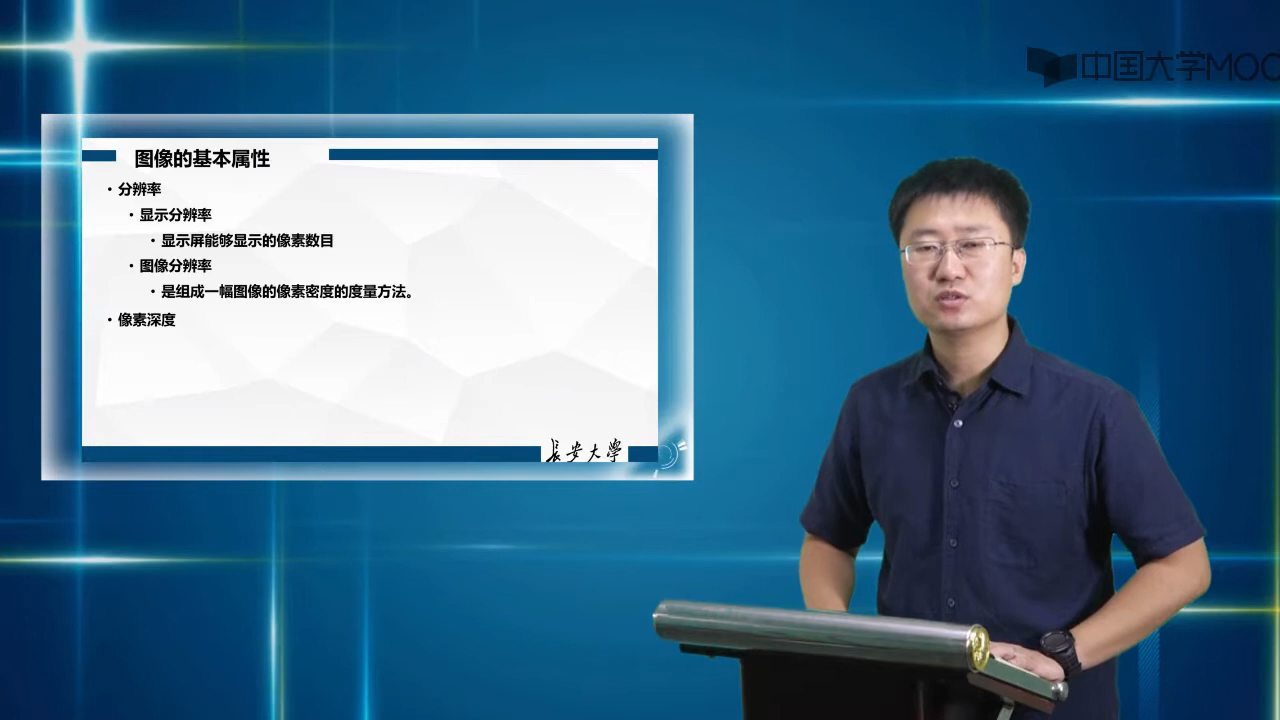 中国大学MOC
图像的基本属性
• 分辨率
• 显示分辨率
• 显示屏能够显示的像素数目
• 图像分辨率
• 是组成一幅图像的像素密度的度量方法。
• 像素深度
長安大學